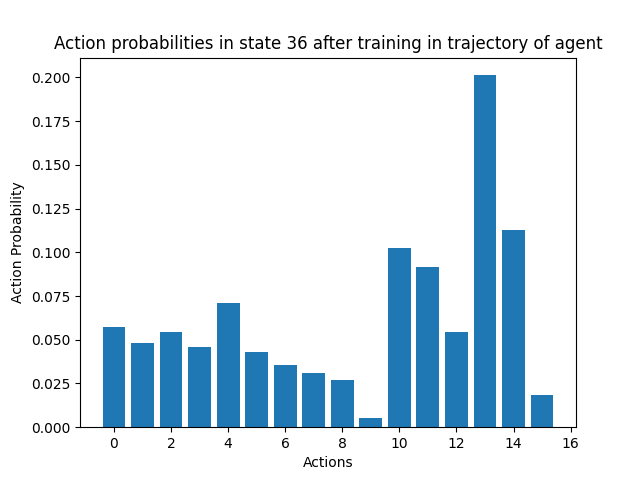 Action probabilities in state 36 after training in trajectory of agent
0.200
0.175
0.150
0.125
0.100
0.075
0.050
0.025
0.000
Action Probability
0 2 4 6 8 10 12 14 16
Actions